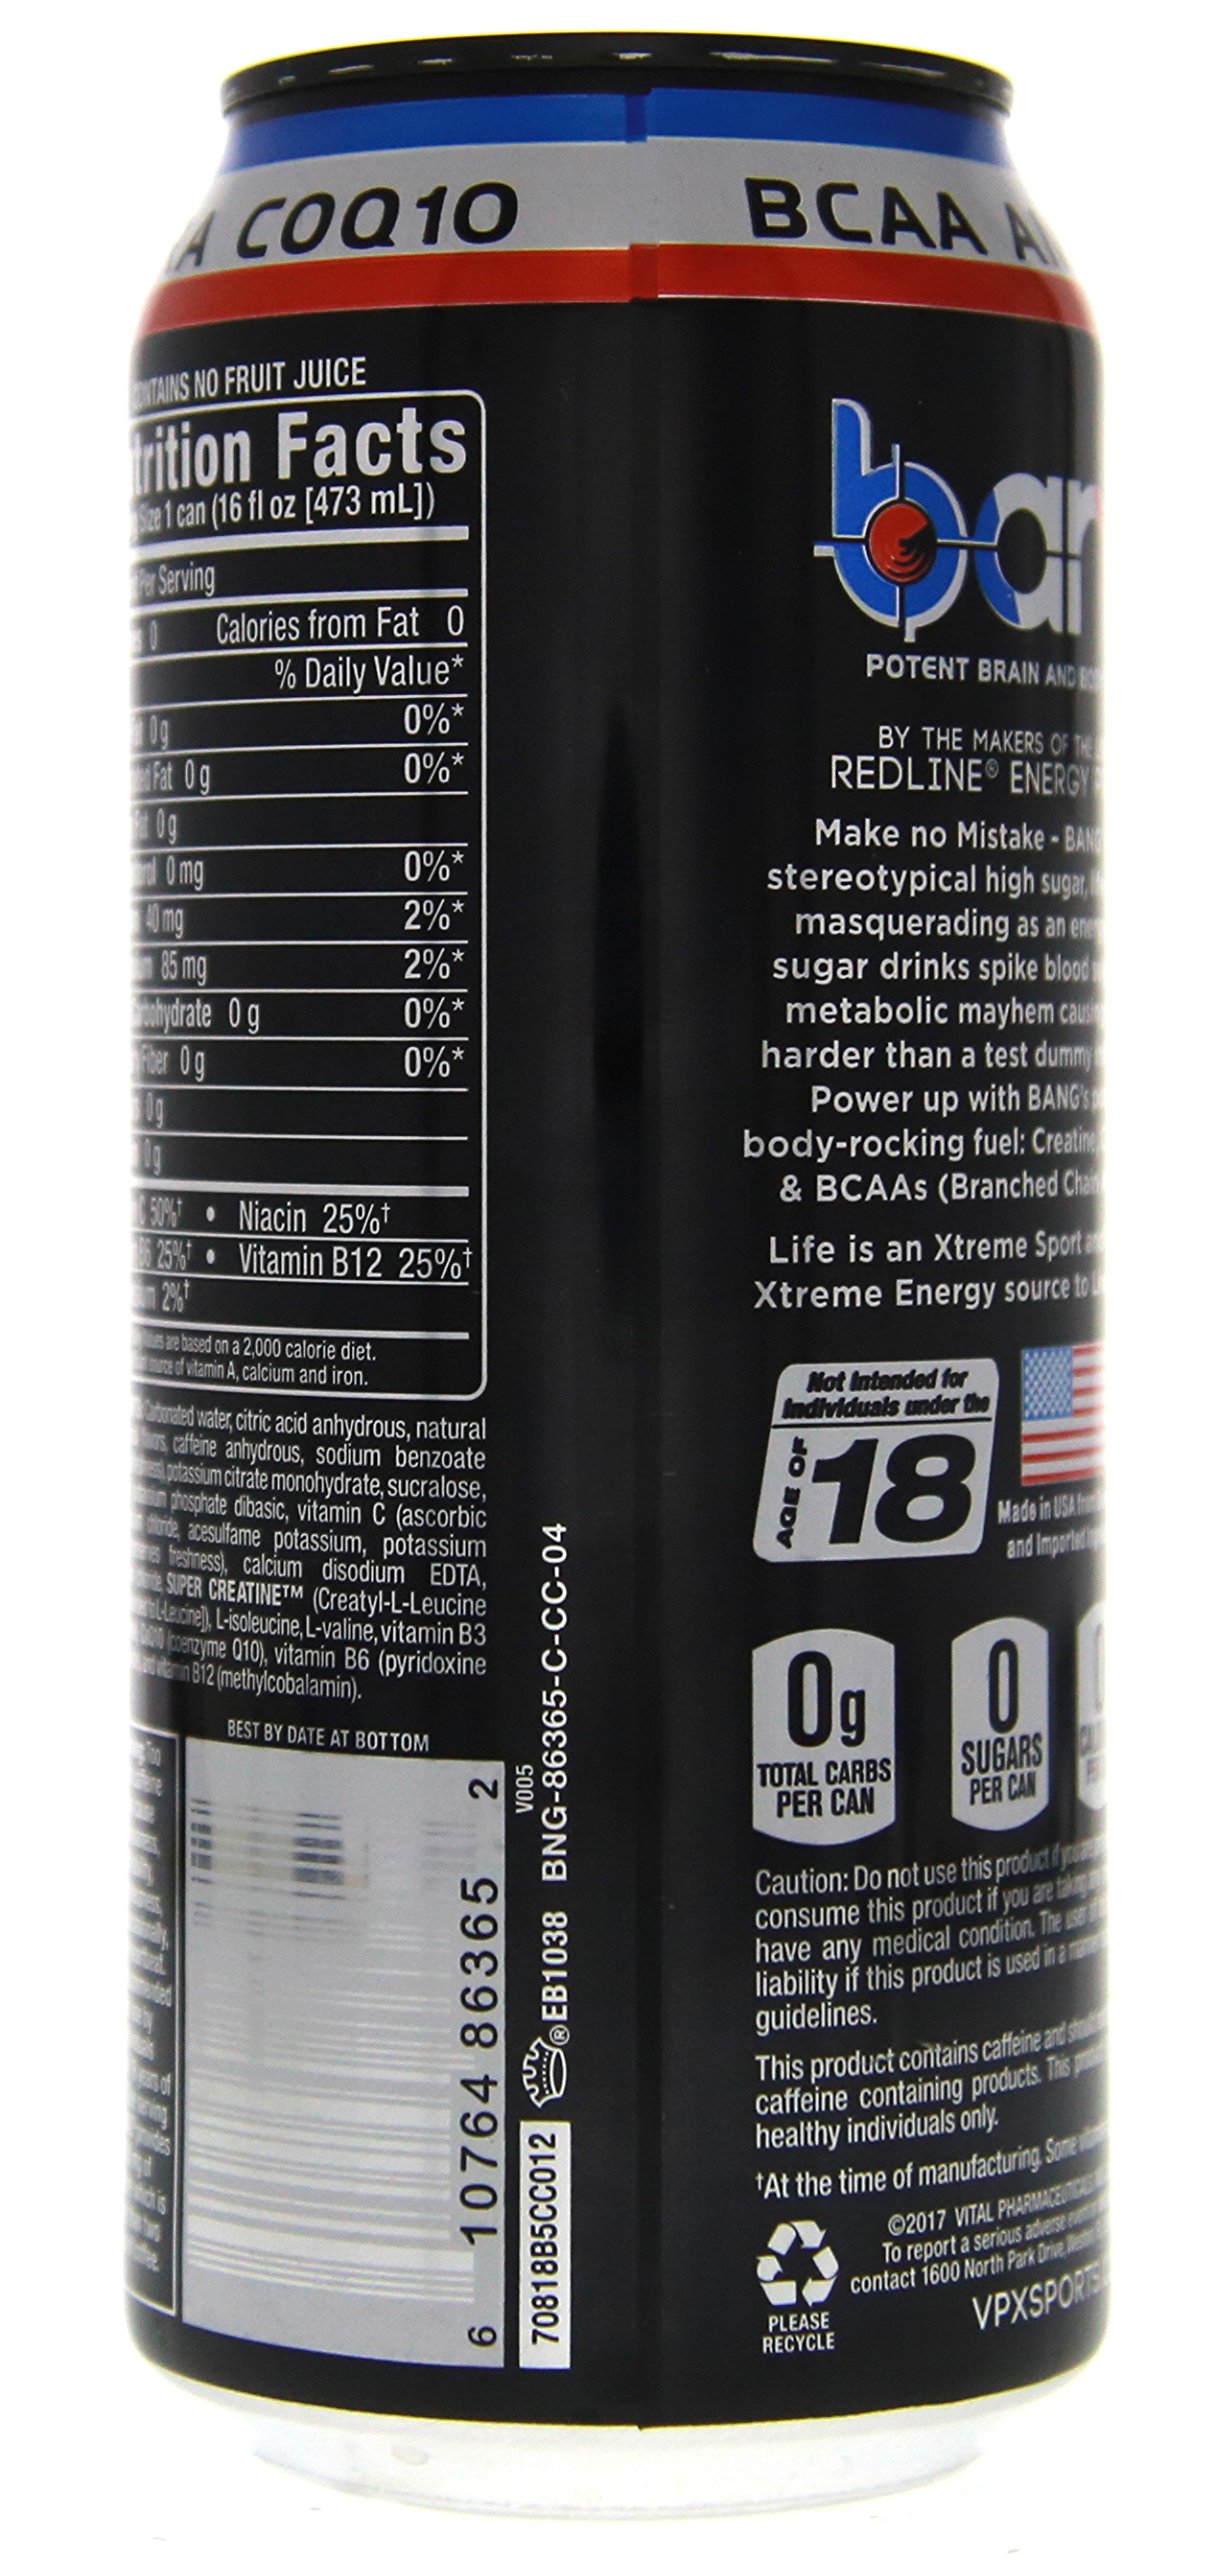 COQ10
BCAA
CONTAINS NO FRUIT JUICE
Facts
Size 1 can (16 fl oz [473 mL])
Per Serving
0 Calories from Fat 0
% Daily Value*
0 g 0%*
Fat 0 g 0%*
0 g
0 mg 0%*
40 mg 2%*
85 mg 2%*
0 g 0%*
Fiber 0 g 0%*
0 g
0 g
C 50%† • Niacin 25%†
B6 25%† • Vitamin B12 25%†
2%†
are based on a 2,000 calorie diet.
of vitamin A, calcium and iron.
Carbonated water, citric acid anhydrous, natural
caffeine anhydrous, sodium benzoate
potassium citrate monohydrate, sucralose,
phosphate dibasic, vitamin C (ascorbic
acesulfame potassium, potassium
freshness), calcium disodium EDTA,
SUPER CREATINE™ (Creatyl-L-Leucine
L-isoleucine, L-valine, vitamin B3
(coenzyme Q10), vitamin B6 (pyridoxine
and vitamin B12 (methylcobalamin).
BEST BY DATE AT BOTTOM
6 10764 86365 2
70818B5CC012 ® EB1038 BNG-86365-C-CC-04
V005
POTENT BRAIN AND
BY THE MAKERS OF THE
REDLINE® ENERGY
Make no Mistake - BANG
stereotypical high sugar,
masquerading as an
sugar drinks spike blood
metabolic mayhem
harder than a test dummy
Power up with BANG's
body-rocking fuel: Creatine
& BCAAs (Branched
Life is an Xtreme Sport
Xtreme Energy source to
Not Intended for
Individuals under the
AGE OF 18
Made in USA
and Imported
0g
TOTAL CARBS
PER CAN
0
SUGARS
PER CAN
Caution: Do not use this product if
consume this product if you are taking
have any medical condition. The user
liability if this product is used in a
guidelines.
This product contains caffeine and
caffeine containing products. This
healthy individuals only.
†At the time of manufacturing. Some
©2017 VITAL PHARMACEUTICALS
To report a serious adverse
contact 1600 North Park Drive,
VPXSPORTS
PLEASE
RECYCLE